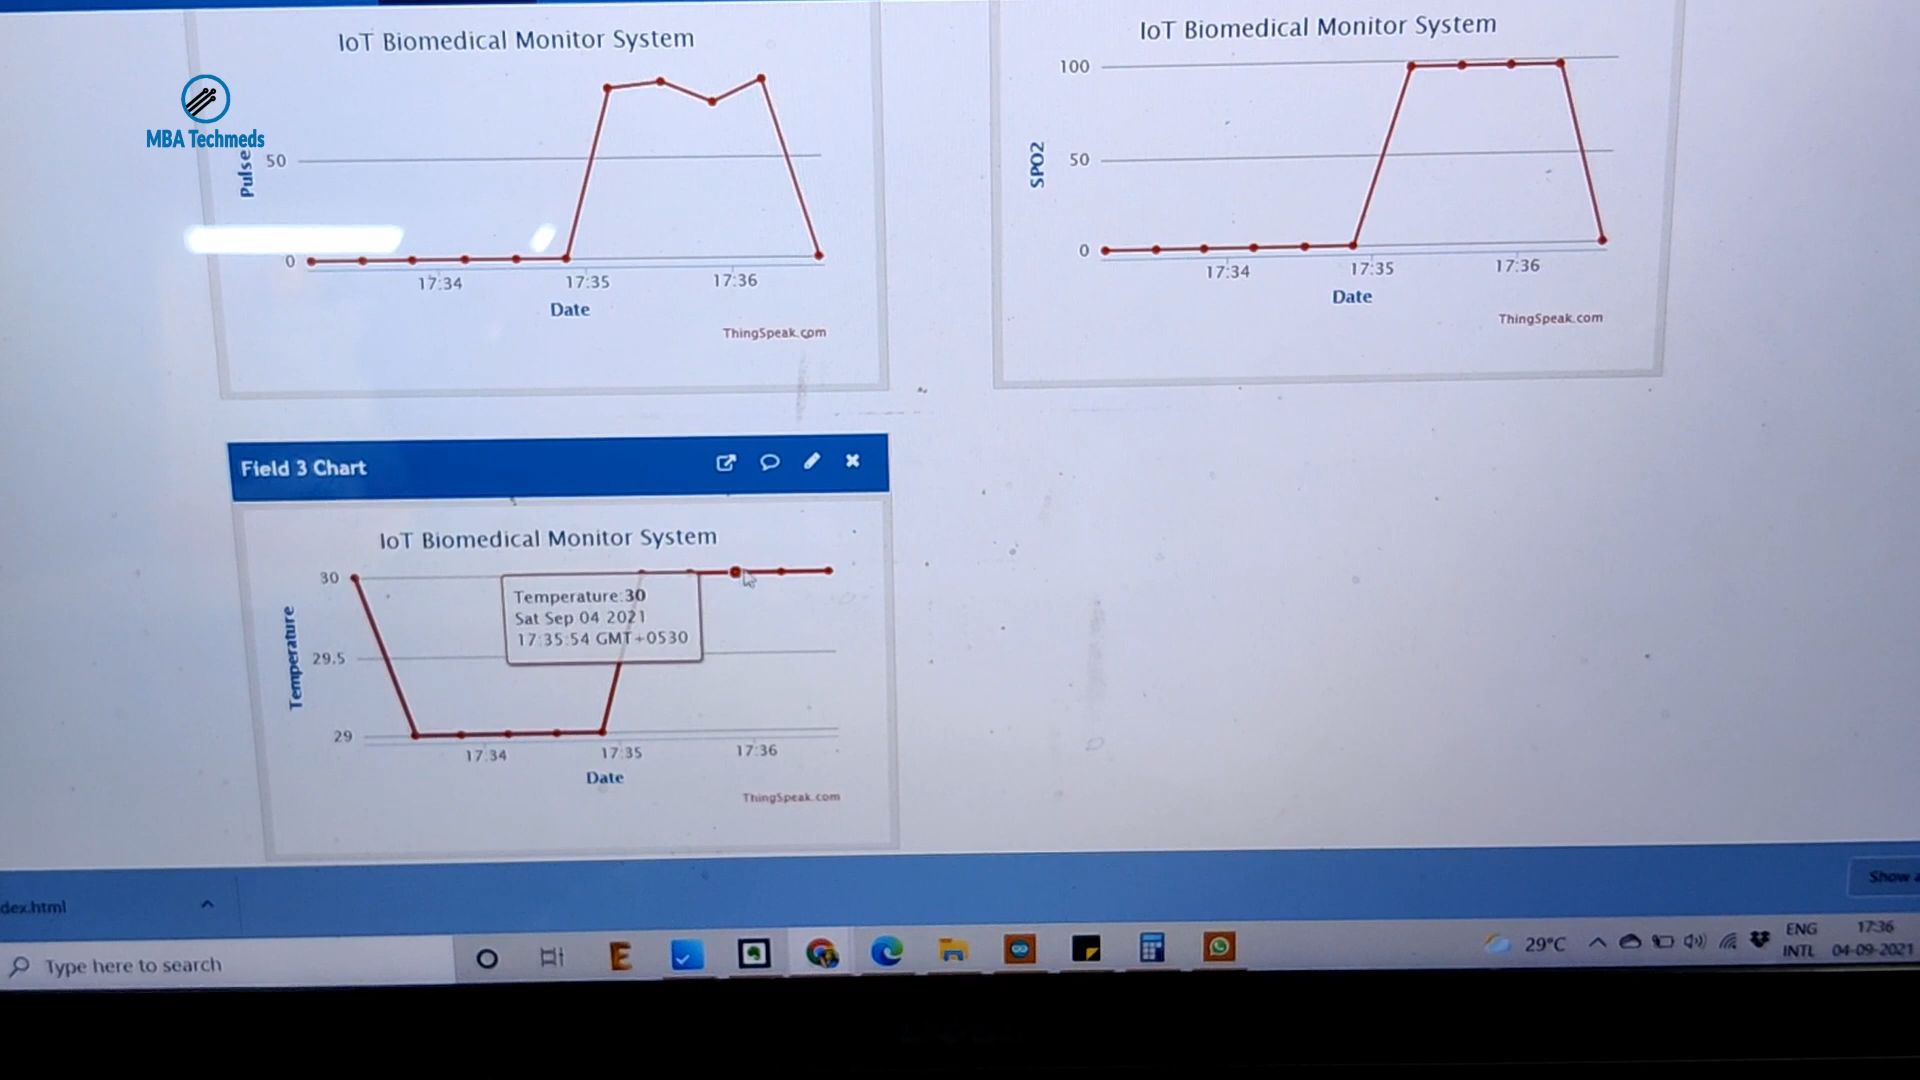 IoT Biomedical Monitor System
MBA Techmeds
Pulse
50
0
17:34
17:35
17:36
Date
ThingSpeak.com
IoT Biomedical Monitor System
SPO2
100
50
0
17:34
17:35
17:36
Date
ThingSpeak.com
Field 3 Chart
IoT Biomedical Monitor System
Temperature
30
29.5
29
Temperature:30
Sat Sep 04 2021
17:35:54 GMT+0530
17:34
17:35
17:36
Date
ThingSpeak.com
dex.html
Show a
Type here to search
29°C
ENG
INTL
17:36
04-09-2021